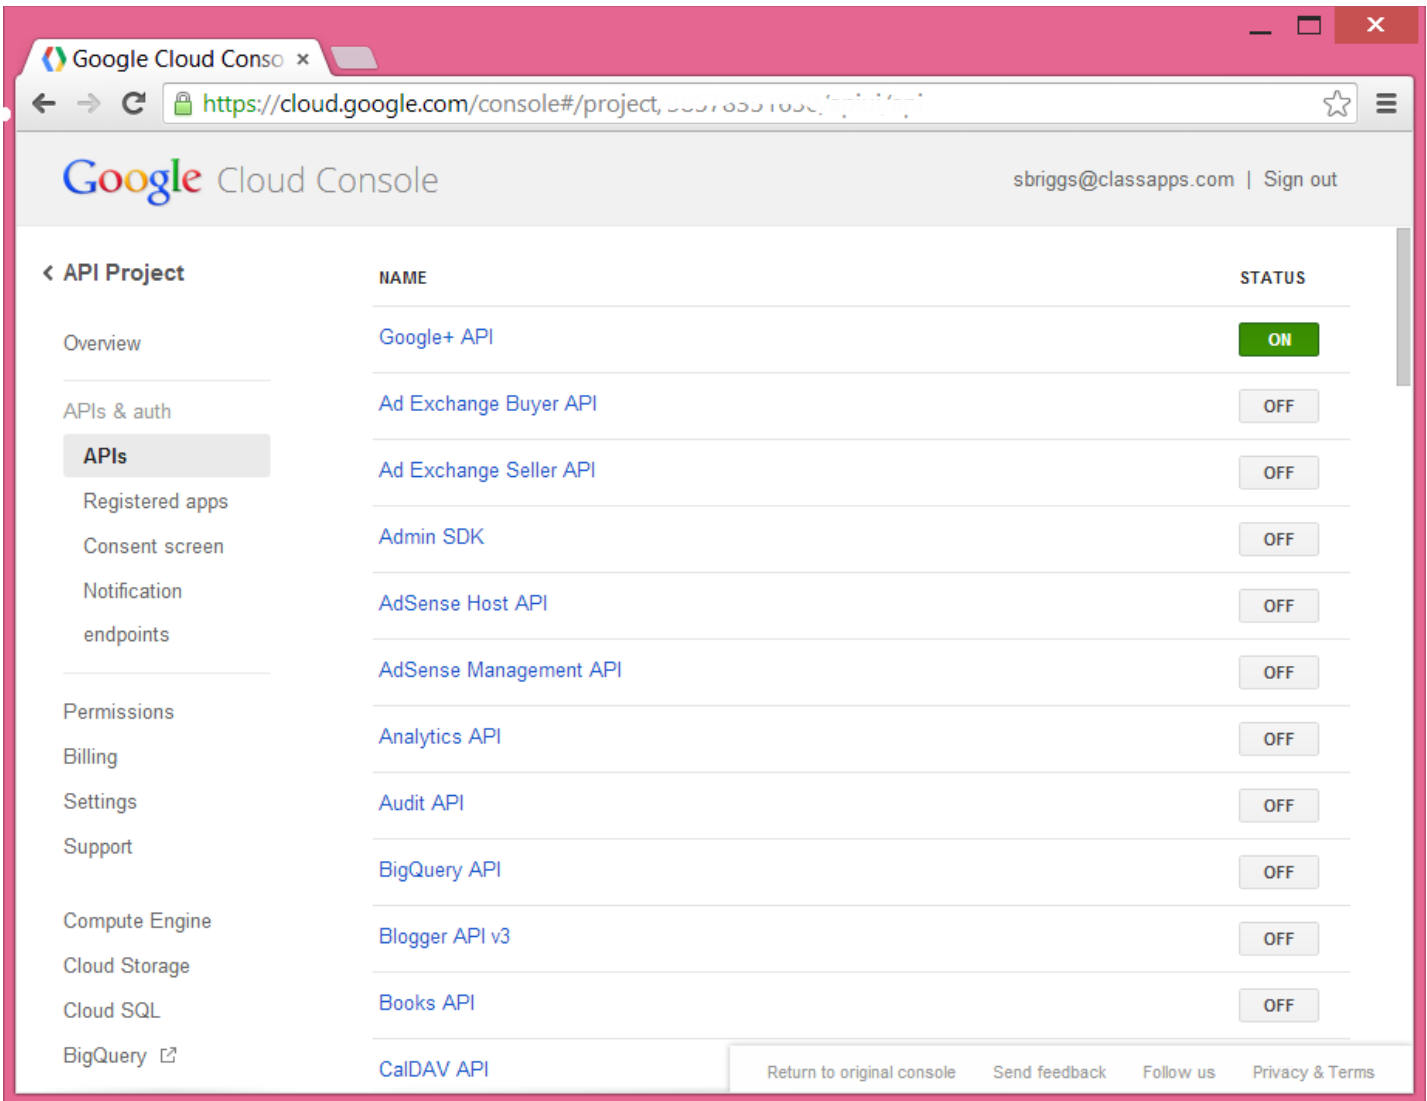 Google Cloud Conso
https://cloud.google.com/console#/project
Google Cloud Console
sbriggs@classapps.com | Sign out
API Project
Overview
APIs & auth
APIs
Registered apps
Consent screen
Notification
endpoints
Permissions
Billing
Settings
Support
Compute Engine
Cloud Storage
Cloud SQL
BigQuery
NAME STATUS
Google+ API ON
Ad Exchange Buyer API OFF
Ad Exchange Seller API OFF
Admin SDK OFF
AdSense Host API OFF
AdSense Management API OFF
Analytics API OFF
Audit API OFF
BigQuery API OFF
Blogger API v3 OFF
Books API OFF
CalDAV API
Return to original console Send feedback Follow us Privacy & Terms